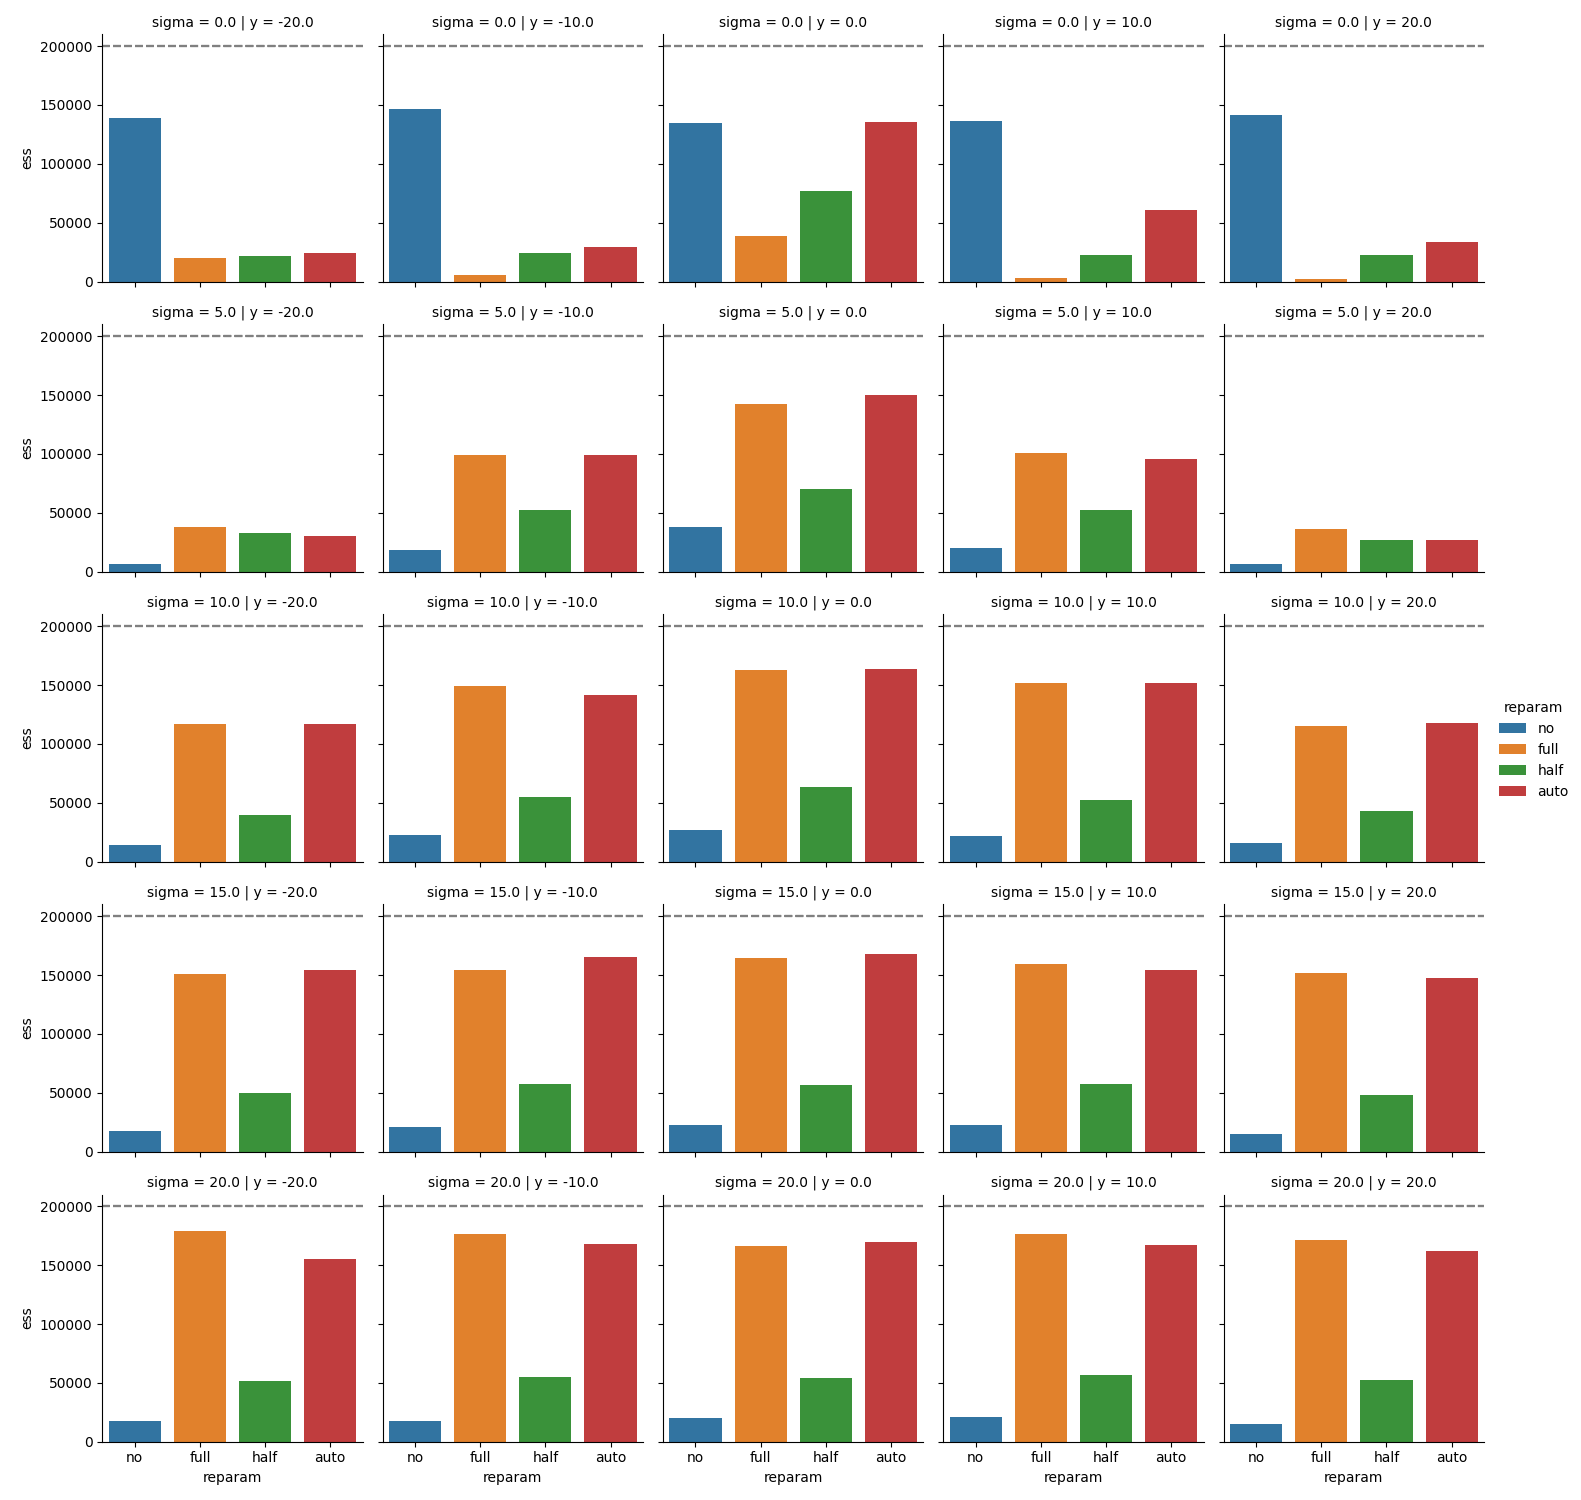 sigma = 0.0 | y = -20.0
sigma = 0.0 | y = -10.0
sigma = 0.0 | y = 0.0
sigma = 0.0 | y = 10.0
sigma = 0.0 | y = 20.0
200000
150000
100000
50000
0
ess
sigma = 5.0 | y = -20.0
sigma = 5.0 | y = -10.0
sigma = 5.0 | y = 0.0
sigma = 5.0 | y = 10.0
sigma = 5.0 | y = 20.0
200000
150000
100000
50000
0
ess
sigma = 10.0 | y = -20.0
sigma = 10.0 | y = -10.0
sigma = 10.0 | y = 0.0
sigma = 10.0 | y = 10.0
sigma = 10.0 | y = 20.0
200000
150000
100000
50000
0
ess
reparam
no
full
half
auto
sigma = 15.0 | y = -20.0
sigma = 15.0 | y = -10.0
sigma = 15.0 | y = 0.0
sigma = 15.0 | y = 10.0
sigma = 15.0 | y = 20.0
200000
150000
100000
50000
0
ess
sigma = 20.0 | y = -20.0
sigma = 20.0 | y = -10.0
sigma = 20.0 | y = 0.0
sigma = 20.0 | y = 10.0
sigma = 20.0 | y = 20.0
200000
150000
100000
50000
0
ess
no full half auto
no full half auto
no full half auto
no full half auto
no full half auto
reparam
reparam
reparam
reparam
reparam